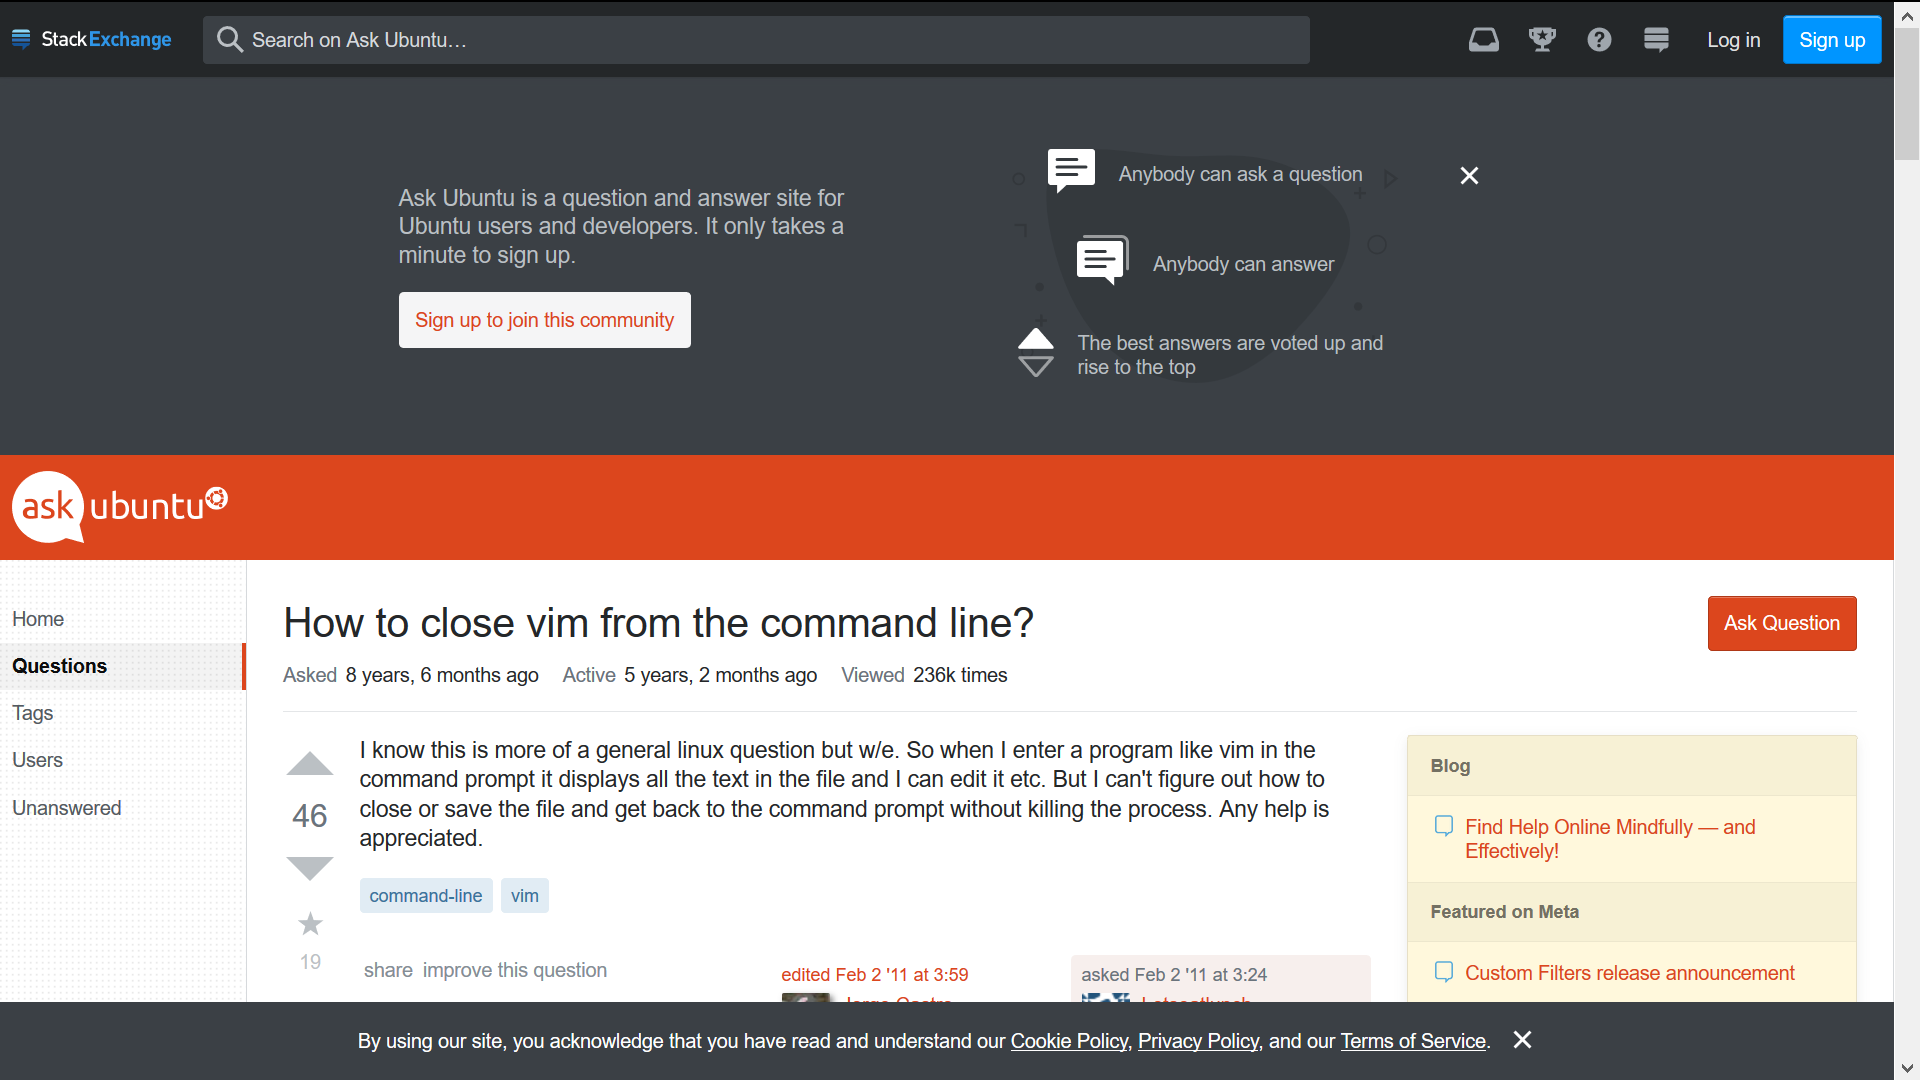 StackExchange
Search on Ask Ubuntu…
Log in
Sign up
Ask Ubuntu is a question and answer site for
Ubuntu users and developers. It only takes a
minute to sign up.
Sign up to join this community
Anybody can ask a question
Anybody can answer
The best answers are voted up and
rise to the top
ask ubuntu
Home
Questions
Tags
Users
Unanswered
How to close vim from the command line?
Ask Question
Asked 8 years, 6 months ago Active 5 years, 2 months ago Viewed 236k times
46
19
I know this is more of a general linux question but w/e. So when I enter a program like vim in the
command prompt it displays all the text in the file and I can edit it etc. But I can't figure out how to
close or save the file and get back to the command prompt without killing the process. Any help is
appreciated.
command-line vim
share improve this question
edited Feb 2 '11 at 3:59
asked Feb 2 '11 at 3:24
Blog
Find Help Online Mindfully — and
Effectively!
Featured on Meta
Custom Filters release announcement
By using our site, you acknowledge that you have read and understand our Cookie Policy, Privacy Policy, and our Terms of Service.